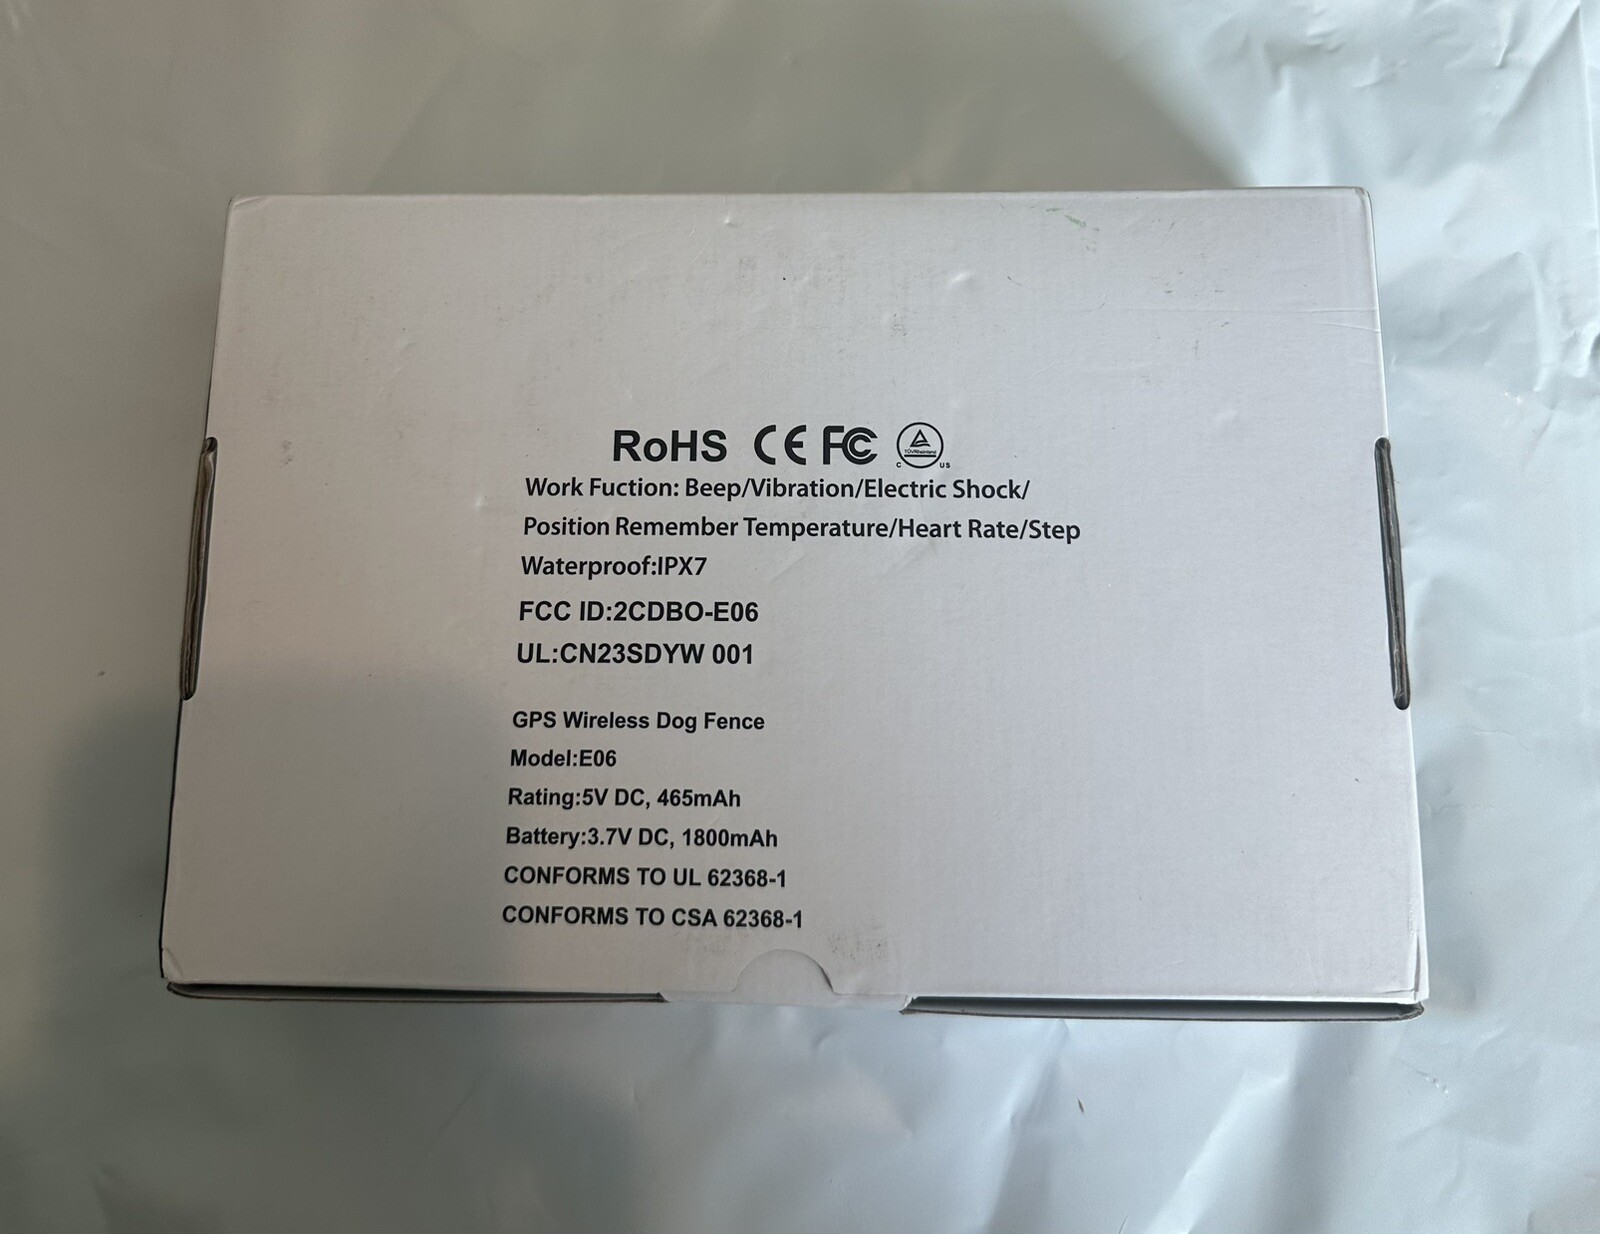 RoHS CE FC
TÜVRheinland
C US
Work Fuction: Beep/Vibration/Electric Shock/
Position Remember Temperature/Heart Rate/Step
Waterproof:IPX7
FCC ID:2CDBO-E06
UL:CN23SDYW 001
GPS Wireless Dog Fence
Model:E06
Rating:5V DC, 465mAh
Battery:3.7V DC, 1800mAh
CONFORMS TO UL 62368-1
CONFORMS TO CSA 62368-1